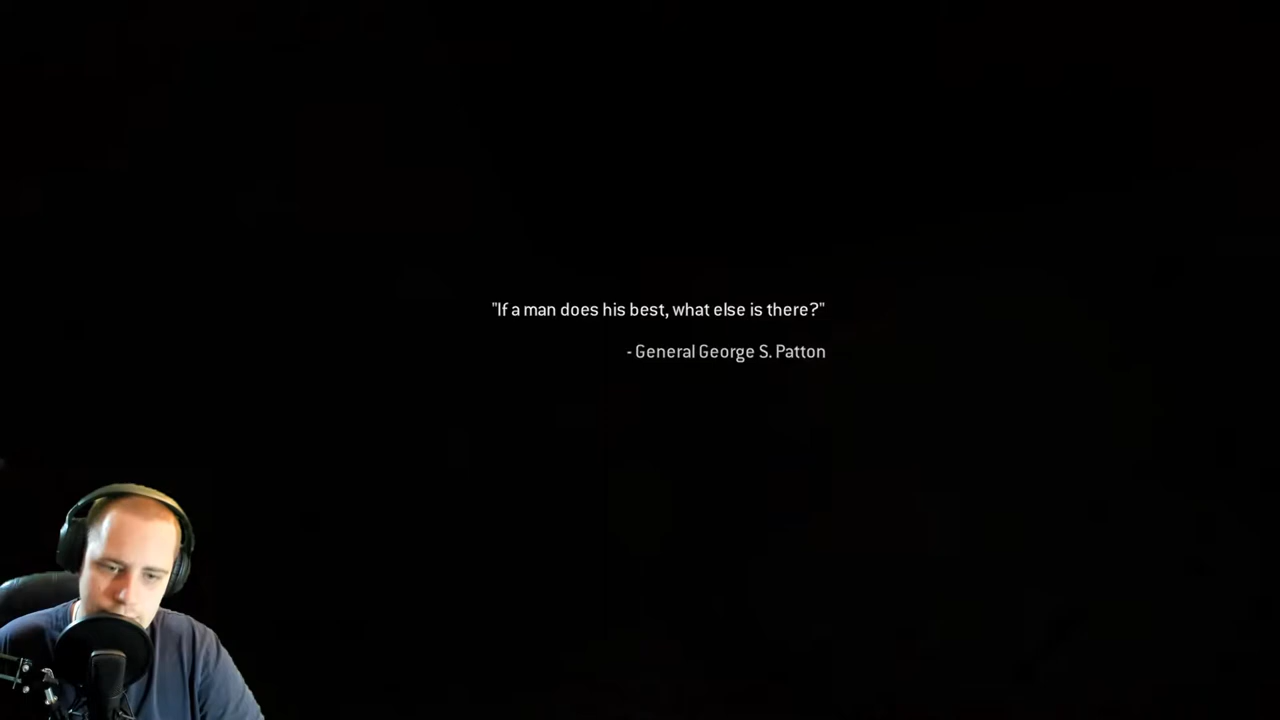 "If a man does his best, what else is there?"
- General George S. Patton